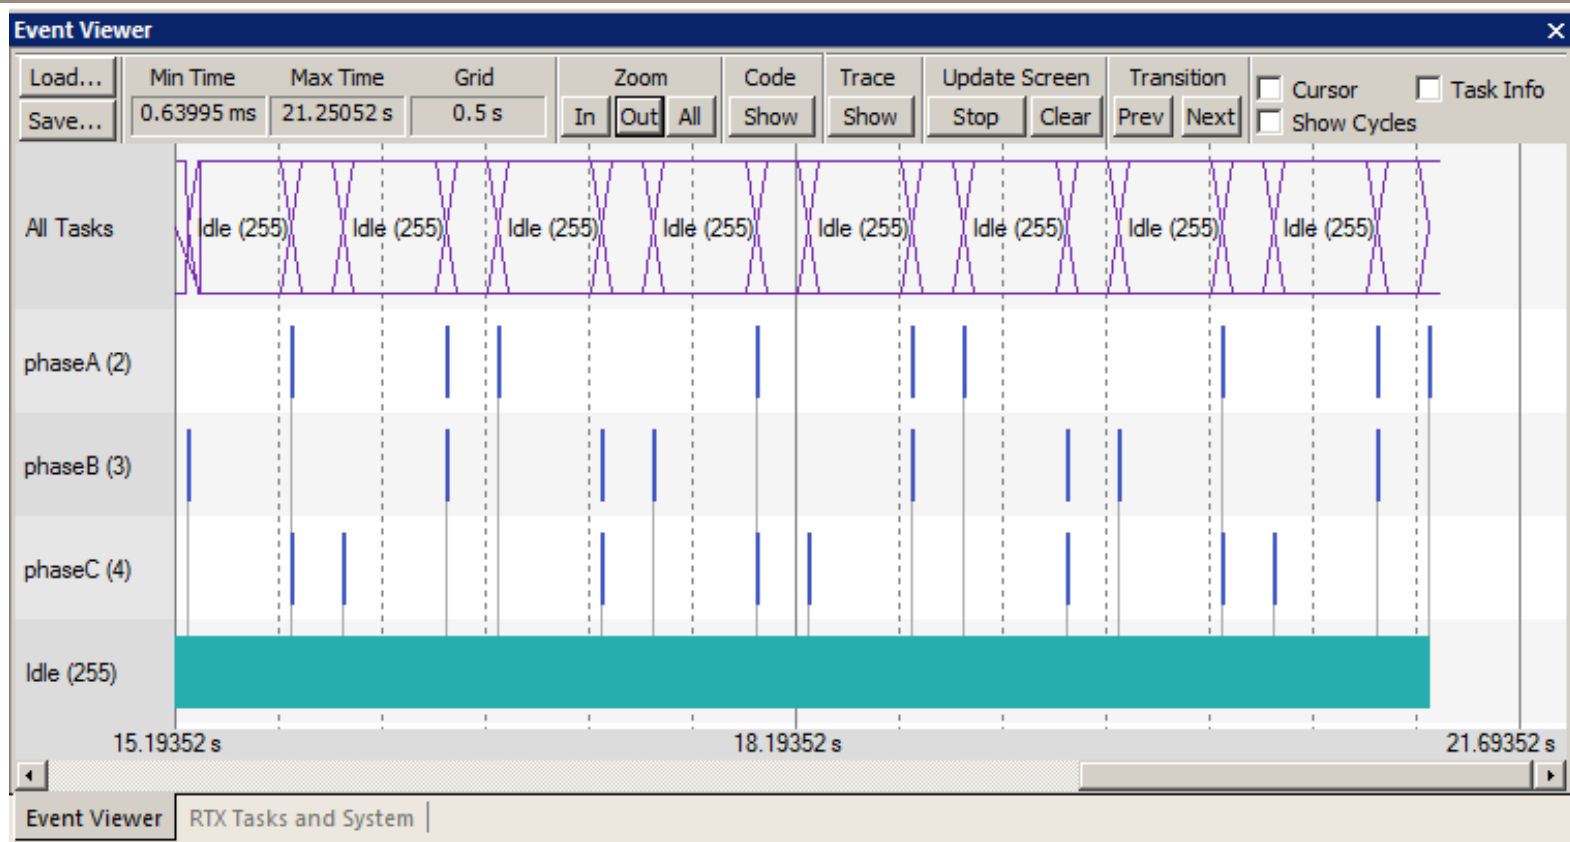 Event Viewer
Load... Min Time Max Time Grid Zoom Code Trace Update Screen Transition Cursor Task Info
Save... 0.63995 ms 21.25052 s 0.5 s In Out All Show Show Stop Clear Prev Next Show Cycles
All Tasks Idle (255) Idle (255) Idle (255) Idle (255) Idle (255) Idle (255) Idle (255) Idle (255)
phaseA (2)
phaseB (3)
phaseC (4)
Idle (255)
15.19352 s 18.19352 s 21.69352 s
Event Viewer RTX Tasks and System